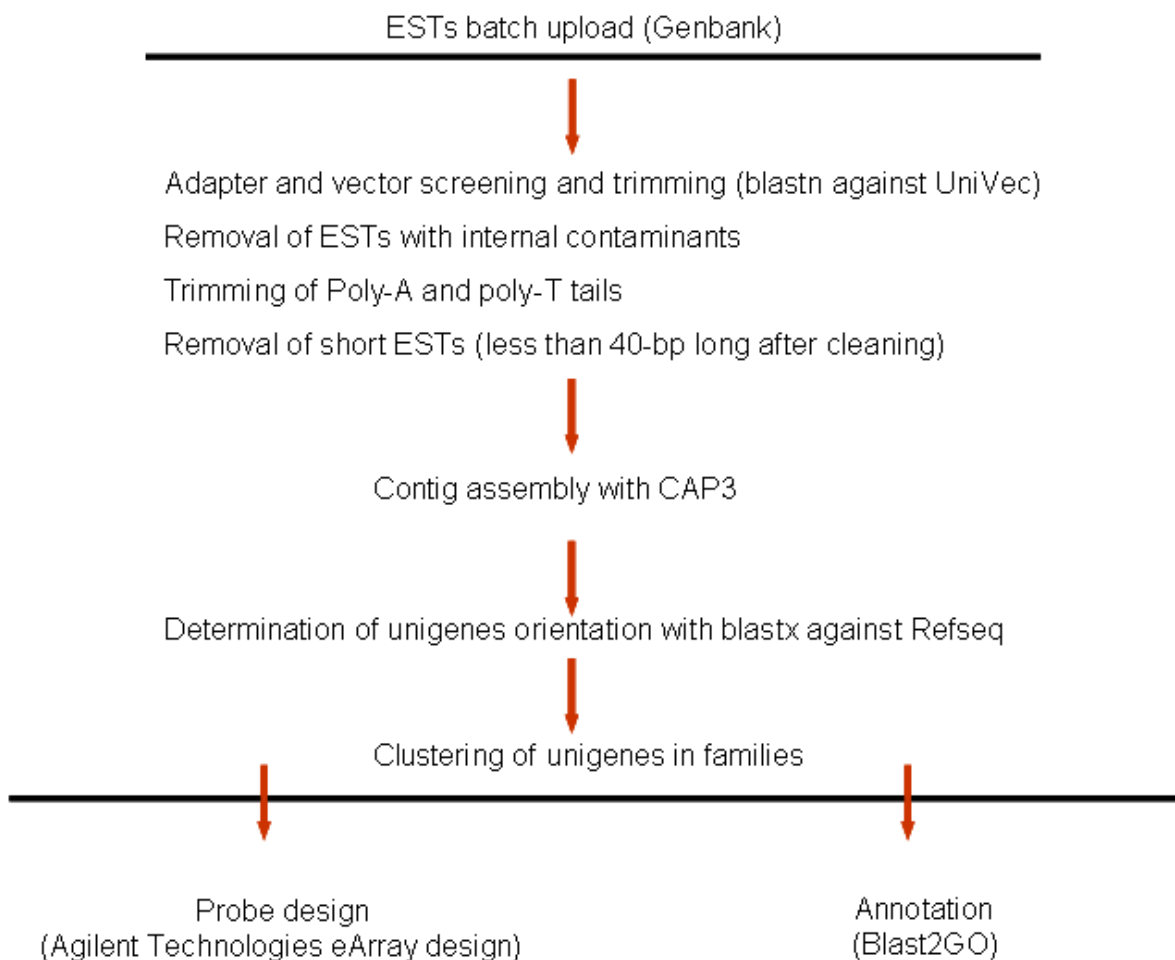 ESTs batch upload (Genbank)
Adapter and vector screening and trimming (blastn against UniVec)
Removal of ESTs with internal contaminants
Trimming of Poly-A and poly-T tails
Removal of short ESTs (less than 40-bp long after cleaning)
Contig assembly with CAP3
Determination of unigenes orientation with blastx against Refseq
Clustering of unigenes in families
Probe design
(Agilent Technologies eArray design)
Annotation
(Blast2GO)